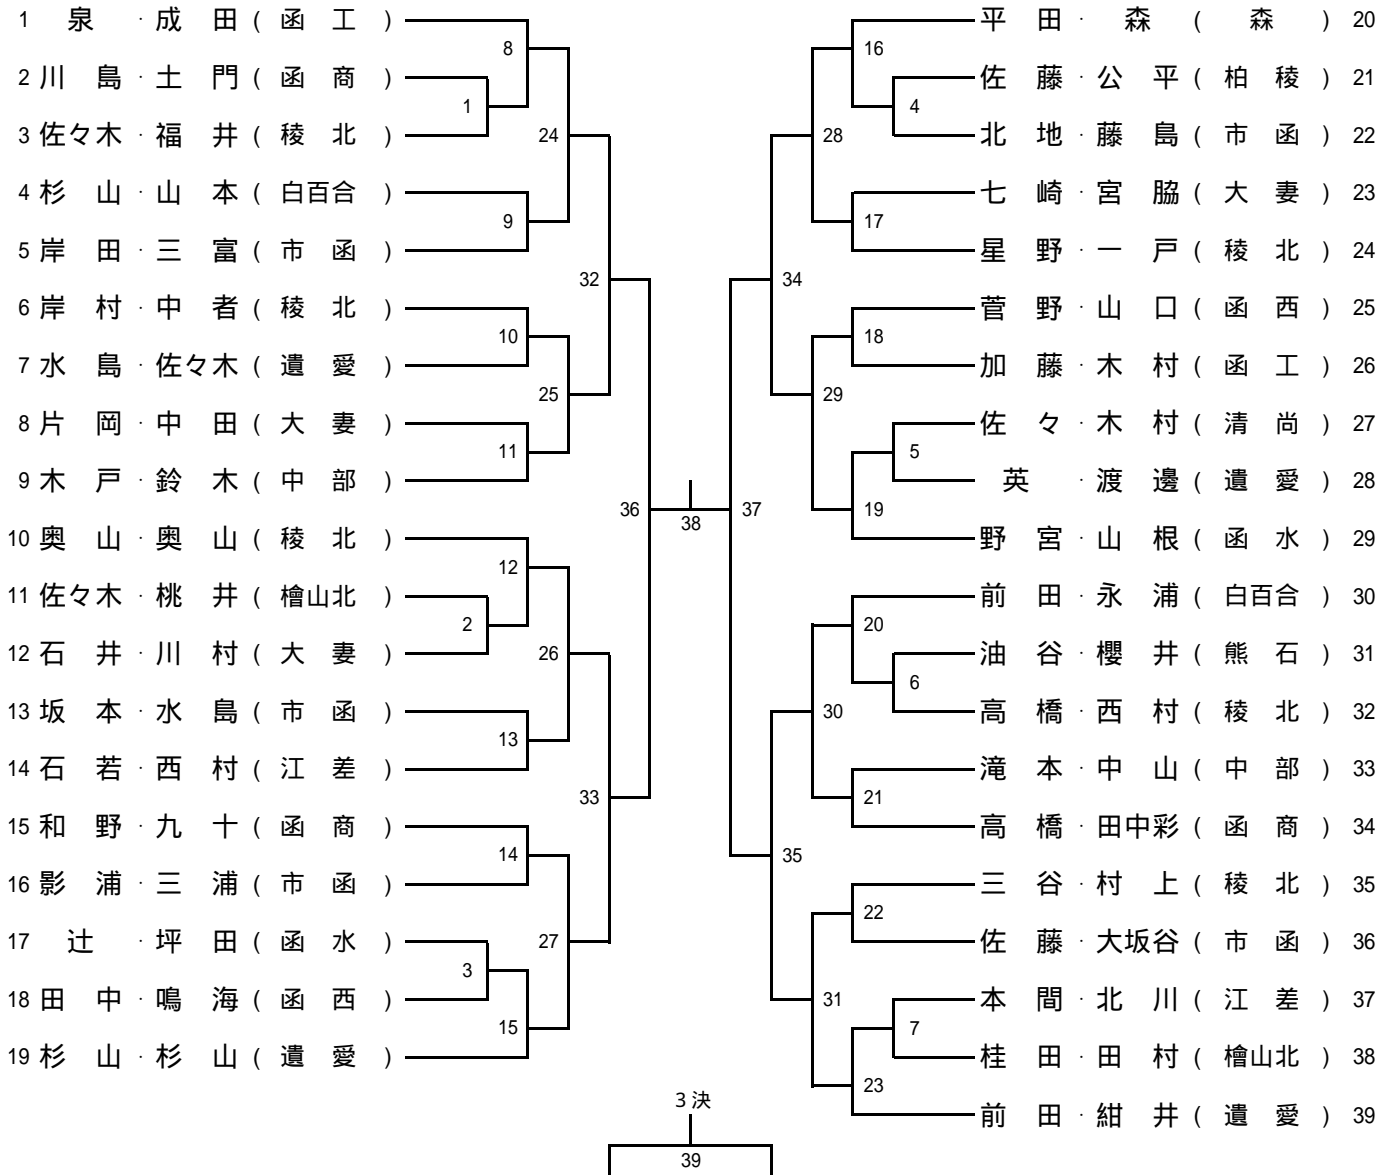 1 泉 · 成 田 ( 函 工 )
2 川 島 · 土 門 ( 函 商 )
3 佐々木 · 福 井 ( 稜 北 )
4 杉 山 · 山 本 ( 白百合 )
5 岸 田 · 三 富 ( 市 函 )
6 岸 村 · 中 者 ( 稜 北 )
7 水 島 · 佐々木 ( 遺 愛 )
8 片 岡 · 中 田 ( 大 妻 )
9 木 戸 · 鈴 木 ( 中 部 )
10 奥 山 · 奥 山 ( 稜 北 )
11 佐々木 · 桃 井 ( 檜山北 )
12 石 井 · 川 村 ( 大 妻 )
13 坂 本 · 水 島 ( 市 函 )
14 石 若 · 西 村 ( 江 差 )
15 和 野 · 九 十 ( 函 商 )
16 影 浦 · 三 浦 ( 市 函 )
17 辻 · 坪 田 ( 函 水 )
18 田 中 · 鳴 海 ( 函 西 )
19 杉 山 · 杉 山 ( 遺 愛 )
8
1
24
9
32
10
25
11
36
12
2
26
13
33
14
27
3
15
38
37
16
4
28
17
34
18
29
5
19
20
6
30
21
35
22
31
7
23
平 田 · 森 ( 森 ) 20
佐 藤 · 公 平 ( 柏 稜 ) 21
北 地 · 藤 島 ( 市 函 ) 22
七 崎 · 宮 脇 ( 大 妻 ) 23
星 野 · 一 戸 ( 稜 北 ) 24
菅 野 · 山 口 ( 函 西 ) 25
加 藤 · 木 村 ( 函 工 ) 26
佐 々 · 木 村 ( 清 尚 ) 27
英 · 渡 邊 ( 遺 愛 ) 28
野 宮 · 山 根 ( 函 水 ) 29
前 田 · 永 浦 ( 白百合 ) 30
油 谷 · 櫻 井 ( 熊 石 ) 31
高 橋 · 西 村 ( 稜 北 ) 32
滝 本 · 中 山 ( 中 部 ) 33
高 橋 · 田中彩 ( 函 商 ) 34
三 谷 · 村 上 ( 稜 北 ) 35
佐 藤 · 大坂谷 ( 市 函 ) 36
本 間 · 北 川 ( 江 差 ) 37
桂 田 · 田 村 ( 檜山北 ) 38
前 田 · 紺 井 ( 遺 愛 ) 39
3 決
39